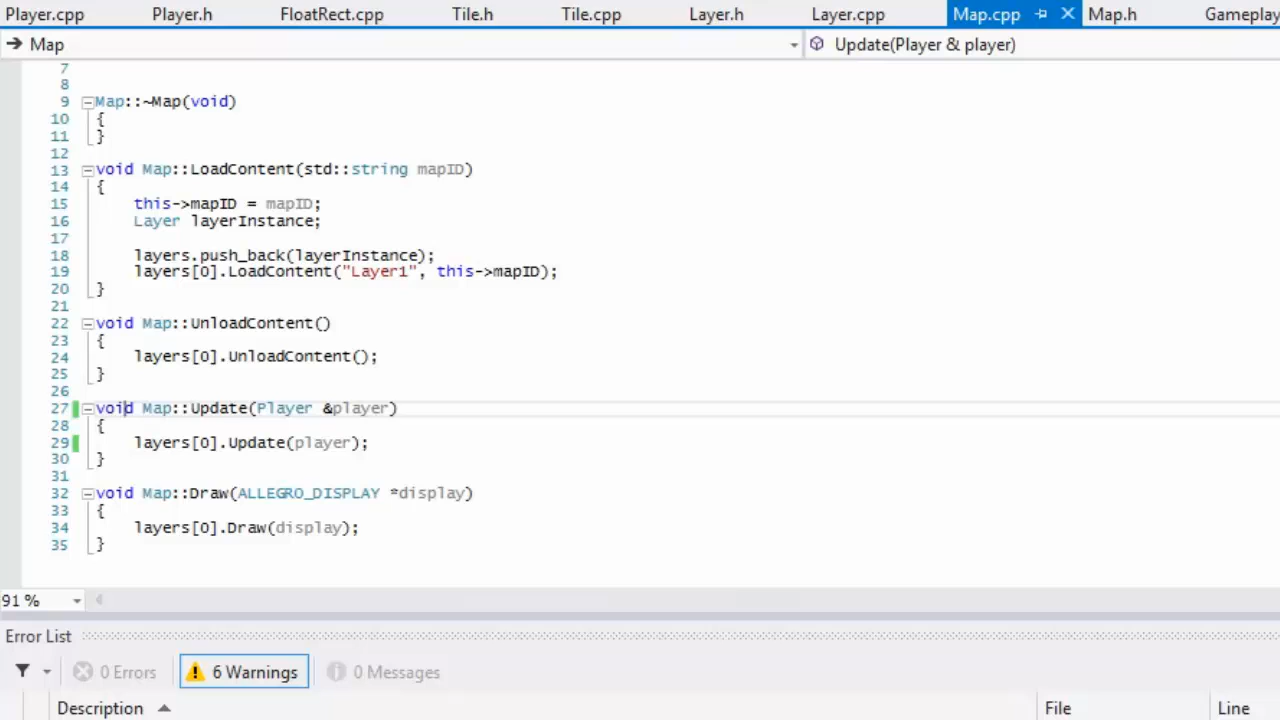 Player.cpp Player.h FloatRect.cpp Tile.h Tile.cpp Layer.h Layer.cpp Map.cpp Map.h Gameplay
Map Update(Player & player)
7
8
9 Map::~Map(void)
10 {
11 }
12
13 void Map::LoadContent(std::string mapID)
14 {
15 this->mapID = mapID;
16 Layer layerInstance;
17
18 layers.push_back(layerInstance);
19 layers[0].LoadContent("Layer1", this->mapID);
20 }
21
22 void Map::UnloadContent()
23 {
24 layers[0].UnloadContent();
25 }
26
27 void Map::Update(Player &player)
28 {
29 layers[0].Update(player);
30 }
31
32 void Map::Draw(ALLEGRO_DISPLAY *display)
33 {
34 layers[0].Draw(display);
35 }
91 %
Error List
0 Errors 6 Warnings 0 Messages
Description File Line